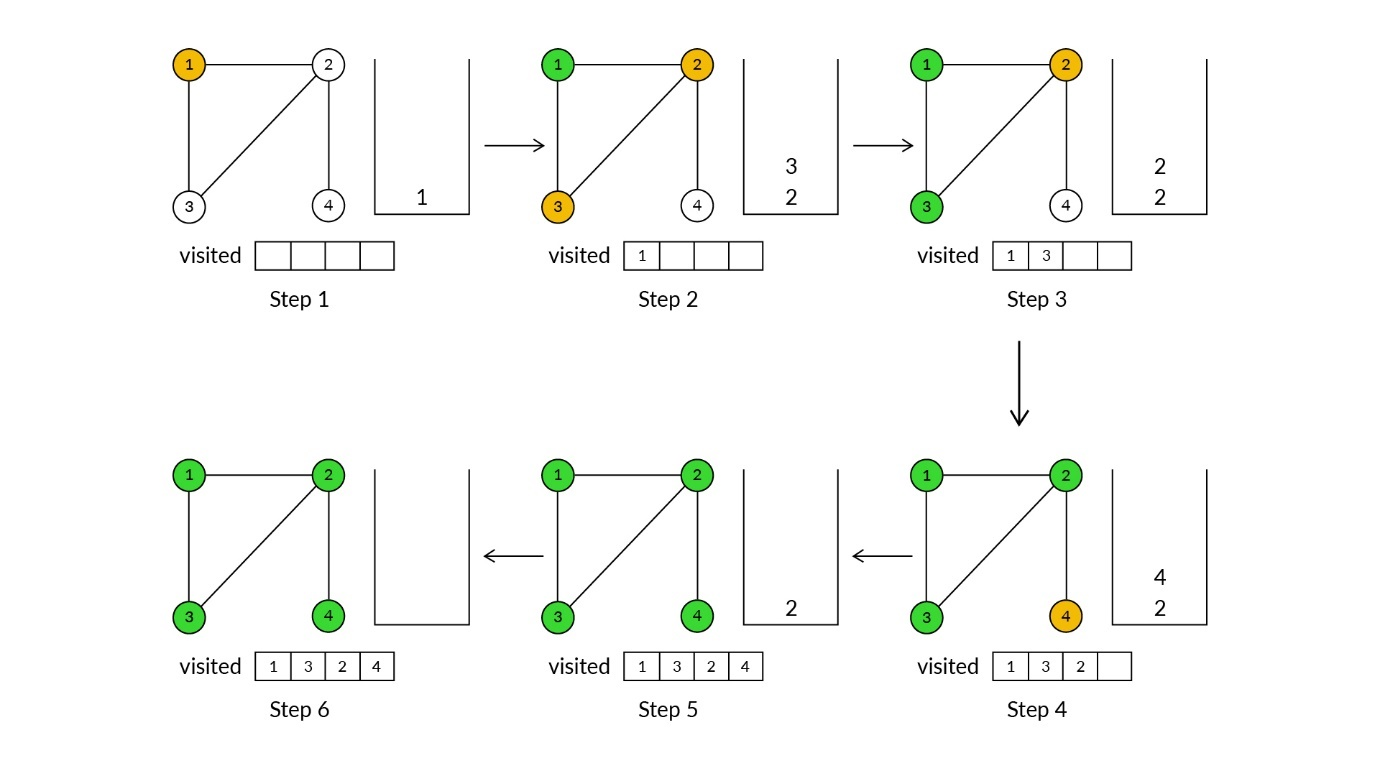 1 2
3 4
1
visited
Step 1
1 2
3 4
3
2
visited 1
Step 2
1 2
3 4
2
2
visited 1 3
Step 3
1 2
3 4
4
2
visited 1 3 2
Step 4
1 2
3 4
2
visited 1 3 2 4
Step 5
1 2
3 4
visited 1 3 2 4
Step 6